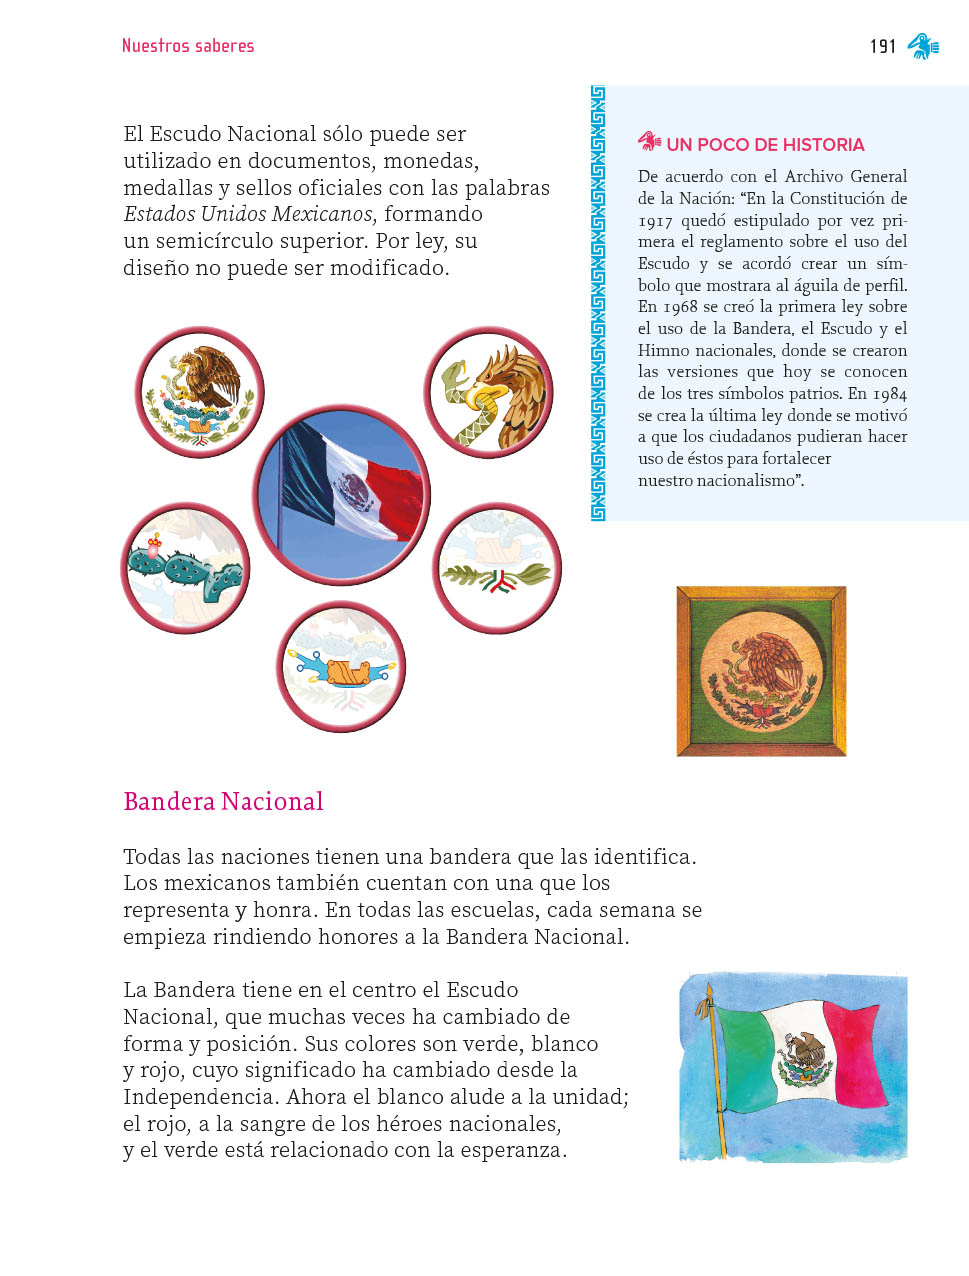 Nuestros saberes
191
El Escudo Nacional sólo puede ser
utilizado en documentos, monedas,
medallas y sellos oficiales con las palabras
Estados Unidos Mexicanos, formando
un semicírculo superior. Por ley, su
diseño no puede ser modificado.
UN POCO DE HISTORIA
De acuerdo con el Archivo General
de la Nación: “En la Constitución de
1917 quedó estipulado por vez pri-
mera el reglamento sobre el uso del
Escudo y se acordó crear un sím-
bolo que mostrara al águila de perfil.
En 1968 se creó la primera ley sobre
el uso de la Bandera, el Escudo y el
Himno nacionales, donde se crearon
las versiones que hoy se conocen
de los tres símbolos patrios. En 1984
se crea la última ley donde se motivó
a que los ciudadanos pudieran hacer
uso de éstos para fortalecer
nuestro nacionalismo”.
Bandera Nacional
Todas las naciones tienen una bandera que las identifica.
Los mexicanos también cuentan con una que los
representa y honra. En todas las escuelas, cada semana se
empieza rindiendo honores a la Bandera Nacional.
La Bandera tiene en el centro el Escudo
Nacional, que muchas veces ha cambiado de
forma y posición. Sus colores son verde, blanco
y rojo, cuyo significado ha cambiado desde la
Independencia. Ahora el blanco alude a la unidad;
el rojo, a la sangre de los héroes nacionales,
y el verde está relacionado con la esperanza.